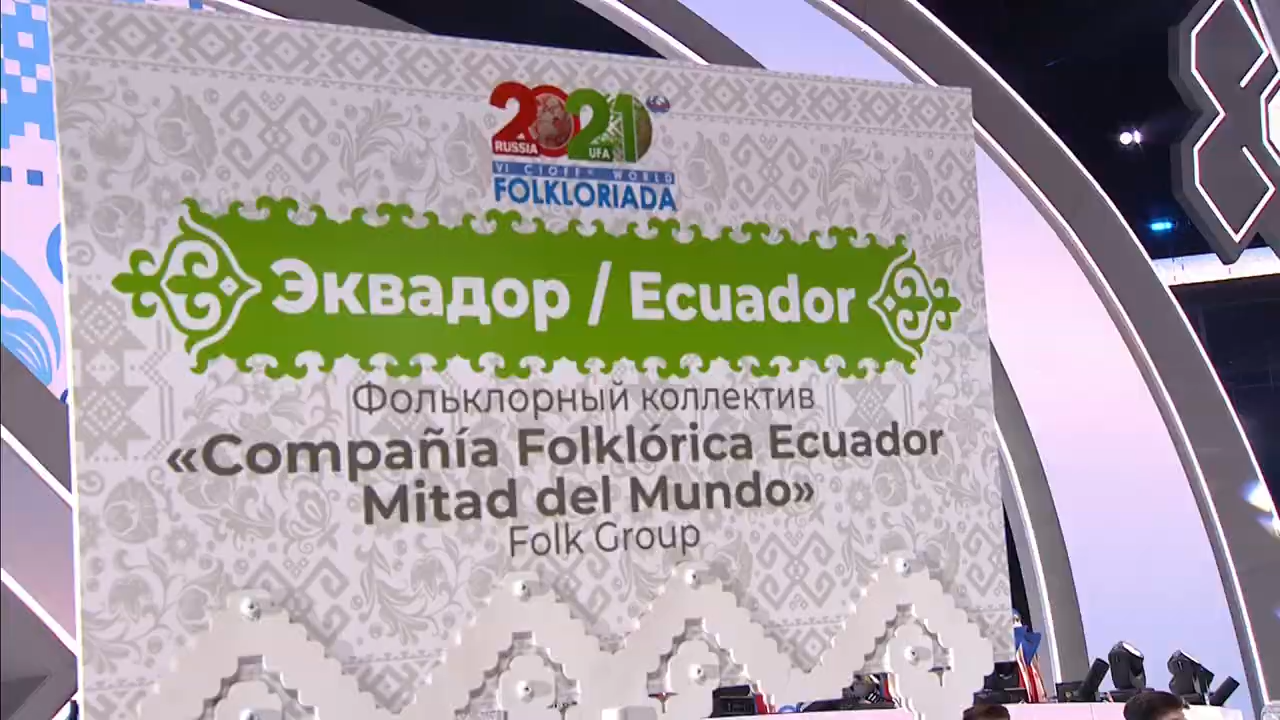 2021
RUSSIA UFA
VI CIOFF® WORLD
FOLKLORIADA
Эквадор / Ecuador
Фольклорный коллектив
«Compañía Folklórica Ecuador
Mitad del Mundo»
Folk Group